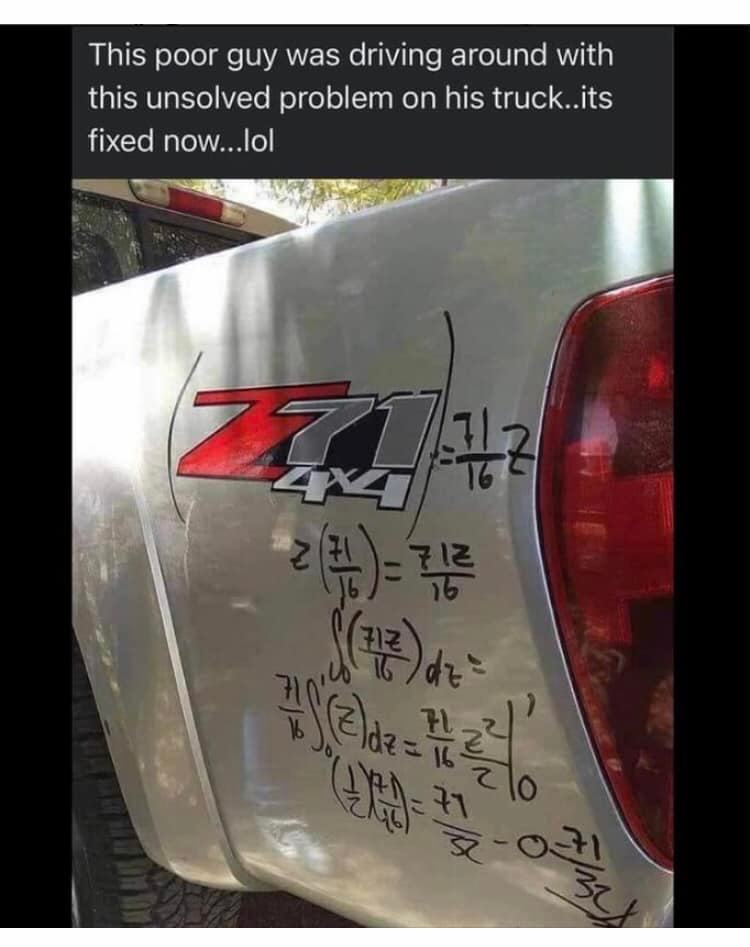 This poor guy was driving around with
this unsolved problem on his truck..its
fixed now...lol
(Z71
4x4) = 71/16 Z
z(71/16) = 71z/16
∫₀¹(71z/16)dz =
71/16 ∫₀¹(z)dz = 71/16 z²/2 |₀¹
(1/2)(71/16) = 71/32 - 0 = 71/32